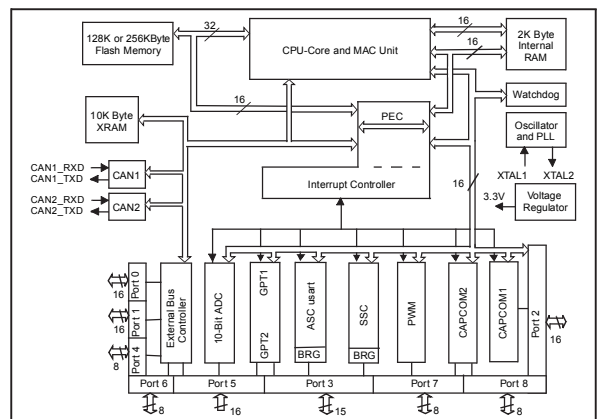 128K or 256KByte
Flash Memory
32
CPU-Core and MAC Unit
16
16
2K Byte
Internal
RAM
16
Watchdog
10K Byte
XRAM
PEC
Oscillator
and PLL
XTAL1
XTAL2
CAN1_RXD
CAN1_TXD
CAN1
CAN2_RXD
CAN2_TXD
CAN2
Interrupt Controller
16
3.3V
Voltage
Regulator
Port 0
16
Port 1
16
Port 4
8
External Bus
Controller
10-Bit ADC
GPT1
GPT2
ASC usart
BRG
SSC
BRG
PWM
CAPCOM2
CAPCOM1
Port 2
16
Port 6
Port 5
Port 3
Port 7
Port 8
8
16
15
8
8